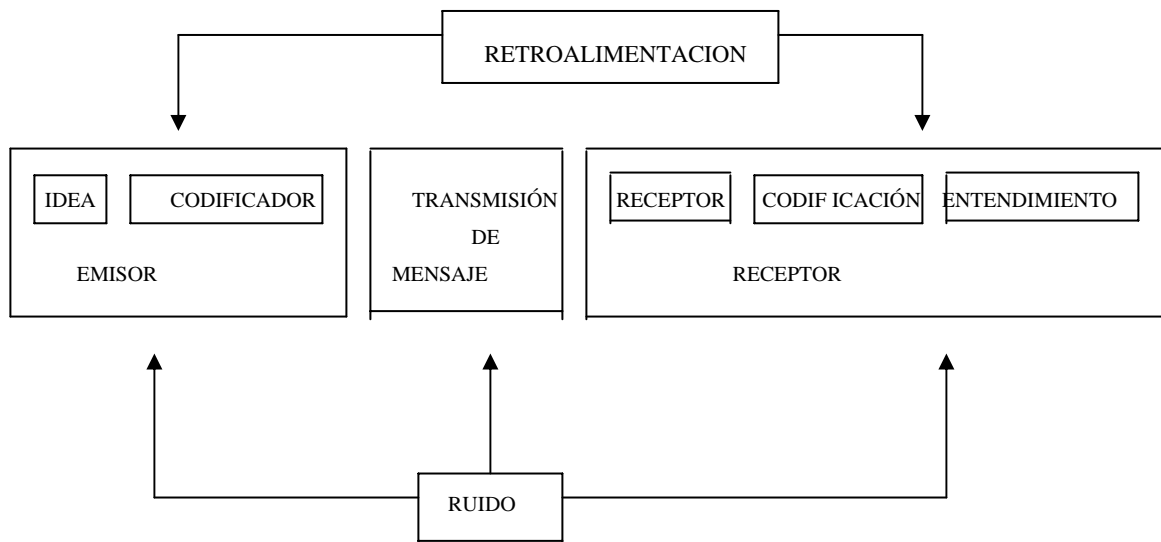 RETROALIMENTACION
IDEA
CODIFICADOR
EMISOR
TRANSMISIÓN
DE
MENSAJE
RECEPTOR
CODIF ICACIÓN
ENTENDIMIENTO
RECEPTOR
RUIDO